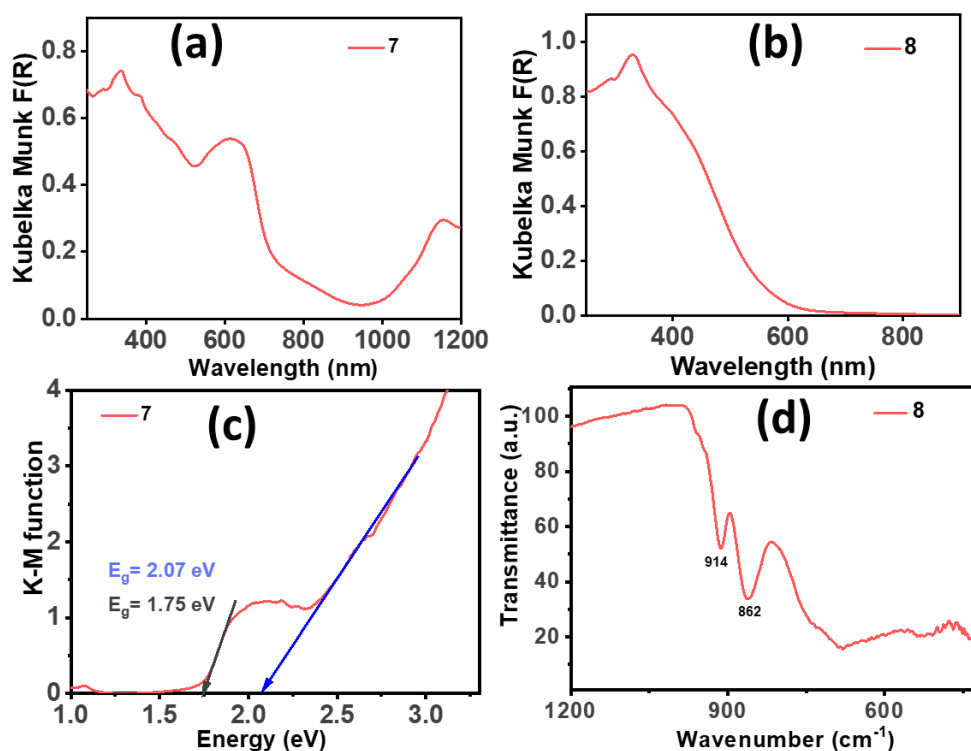 (a)
7
Kubelka Munk F(R)
0.8
0.6
0.4
0.2
0.0
400 600 800 1000 1200
Wavelength (nm)
(b)
8
Kubelka Munk F(R)
1.0
0.8
0.6
0.4
0.2
0.0
400 600 800
Wavelength (nm)
(c)
7
K-M function
4
3
2
1
0
Eg= 2.07 eV
Eg= 1.75 eV
1.0 1.5 2.0 2.5 3.0
Energy (eV)
(d)
8
Transmittance (a.u.)
100
80
60
40
20
914
862
1200 900 600
Wavenumber (cm-1)